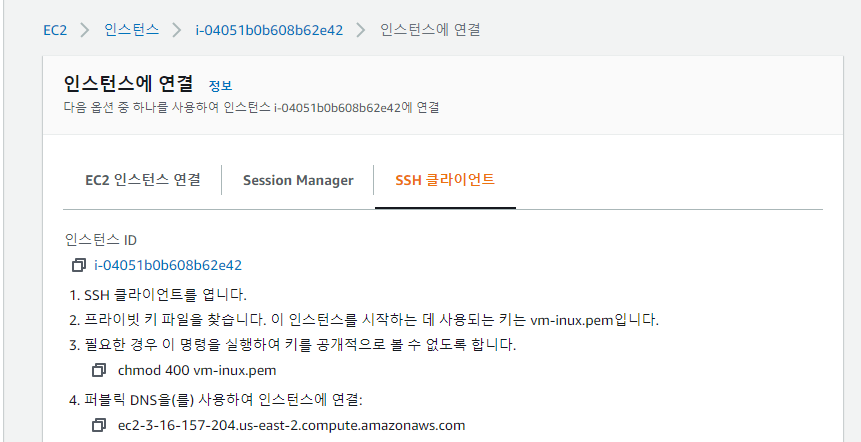 EC2 > 인스턴스 > i-04051b0b608b62e42 > 인스턴스에 연결
인스턴스에 연결 정보
다음 옵션 중 하나를 사용하여 인스턴스 i-04051b0b608b62e42에 연결
EC2 인스턴스 연결 Session Manager SSH 클라이언트
인스턴스 ID
i-04051b0b608b62e42
1. SSH 클라이언트를 엽니다.
2. 프라이빗 키 파일을 찾습니다. 이 인스턴스를 시작하는 데 사용되는 키는 vm-inux.pem입니다.
3. 필요한 경우 이 명령을 실행하여 키를 공개적으로 볼 수 없도록 합니다.
chmod 400 vm-inux.pem
4. 퍼블릭 DNS을(를) 사용하여 인스턴스에 연결:
ec2-3-16-157-204.us-east-2.compute.amazonaws.com